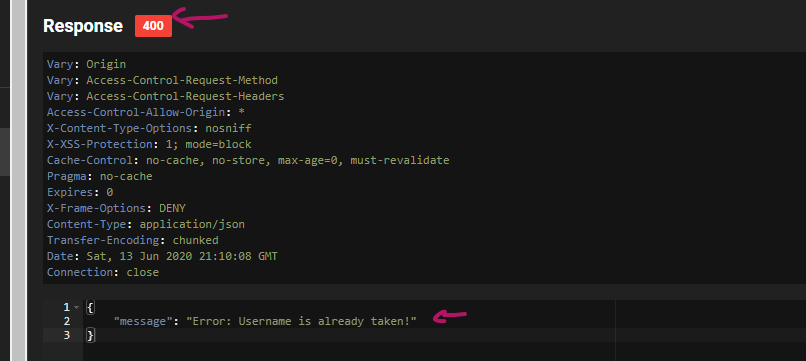 Response 400
Vary: Origin
Vary: Access-Control-Request-Method
Vary: Access-Control-Request-Headers
Access-Control-Allow-Origin: *
X-Content-Type-Options: nosniff
X-XSS-Protection: 1; mode=block
Cache-Control: no-cache, no-store, max-age=0, must-revalidate
Pragma: no-cache
Expires: 0
X-Frame-Options: DENY
Content-Type: application/json
Transfer-Encoding: chunked
Date: Sat, 13 Jun 2020 21:10:08 GMT
Connection: close
1 {
2 "message": "Error: Username is already taken!"
3 }